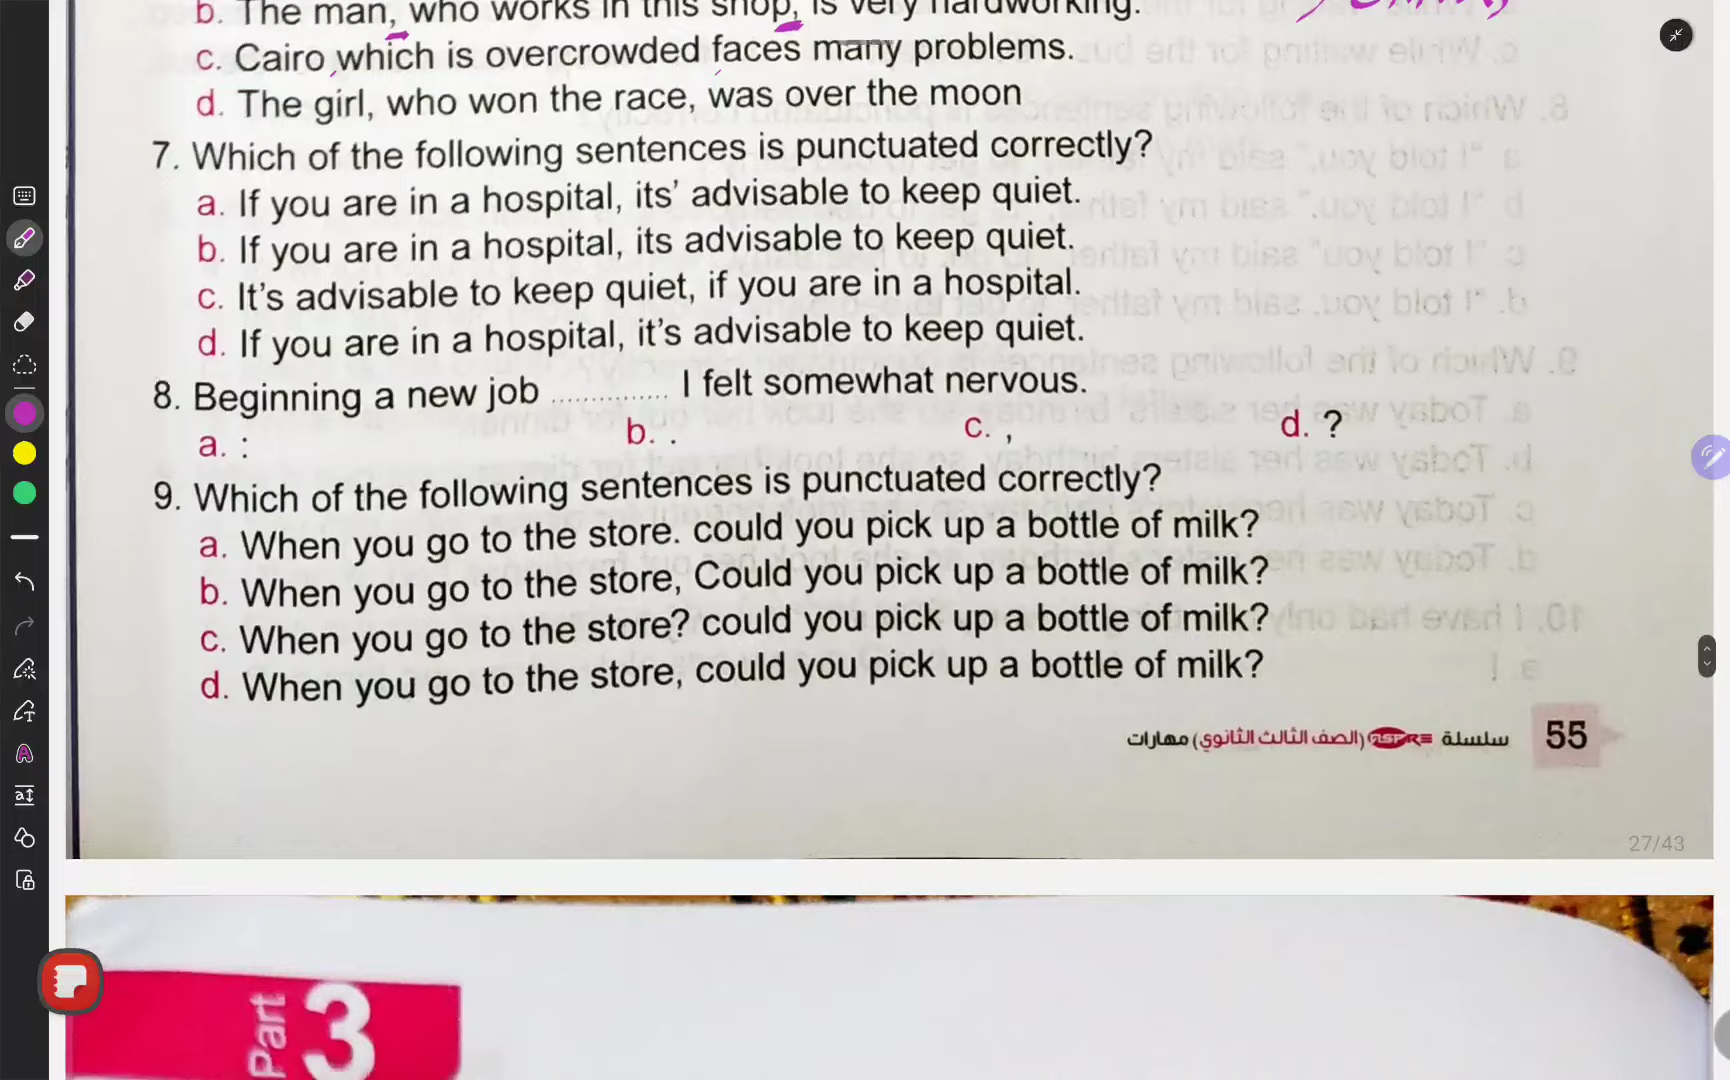 b. The man, who works in this shop, is very hardworking.
c. Cairo which is overcrowded faces many problems.
d. The girl, who won the race, was over the moon
7. Which of the following sentences is punctuated correctly?
a. If you are in a hospital, its' advisable to keep quiet.
b. If you are in a hospital, its advisable to keep quiet.
c. It's advisable to keep quiet, if you are in a hospital.
d. If you are in a hospital, it's advisable to keep quiet.
8. Beginning a new job .............. I felt somewhat nervous.
a. : b. . c. , d. ?
9. Which of the following sentences is punctuated correctly?
a. When you go to the store. could you pick up a bottle of milk?
b. When you go to the store, Could you pick up a bottle of milk?
c. When you go to the store? could you pick up a bottle of milk?
d. When you go to the store, could you pick up a bottle of milk?
سلسلة (الصف الثالث الثانوي) مهارات
55
27/43
Part 3